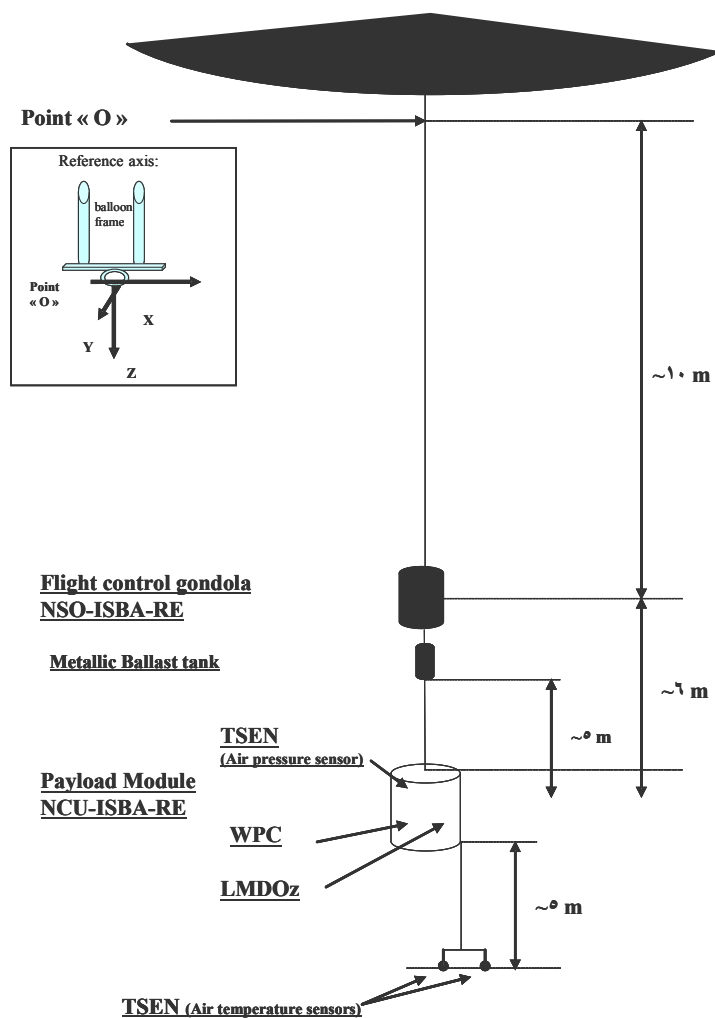 Point « O »
Reference axis:
balloon
frame
Point
« O »
X
Y
Z
~١٠ m
Flight control gondola
NSO-ISBA-RE
Metallic Ballast tank
~٦ m
TSEN
(Air pressure sensor)
~٥ m
Payload Module
NCU-ISBA-RE
WPC
LMDOz
~٥ m
TSEN (Air temperature sensors)